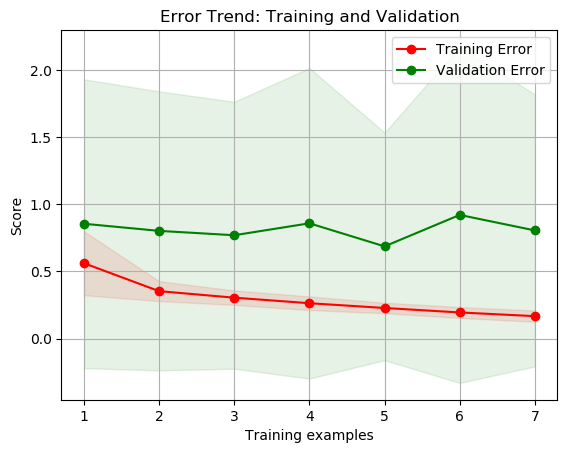 Error Trend: Training and Validation
Training Error
Validation Error
Score
2.0
1.5
1.0
0.5
0.0
1 2 3 4 5 6 7
Training examples